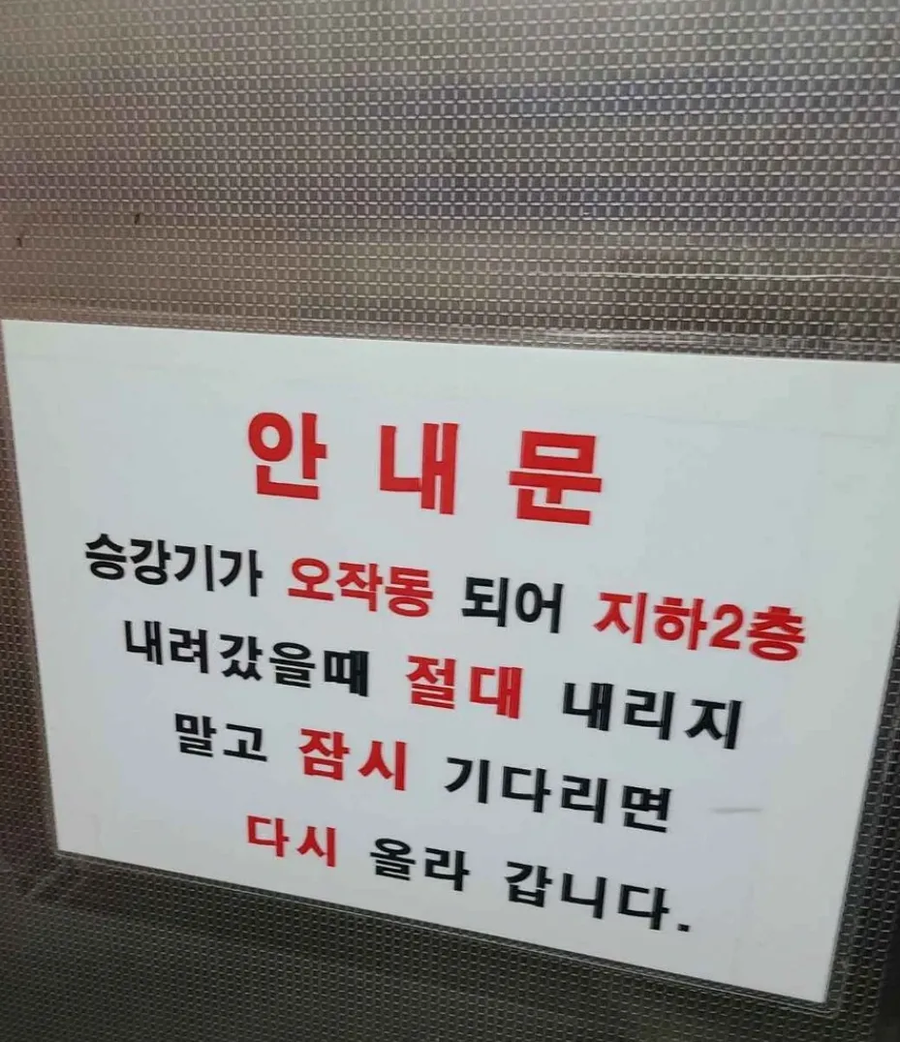 안내문
승강기가 오작동 되어 지하2층
내려갔을때 절대 내리지
말고 잠시 기다리면
다시 올라 갑니다.